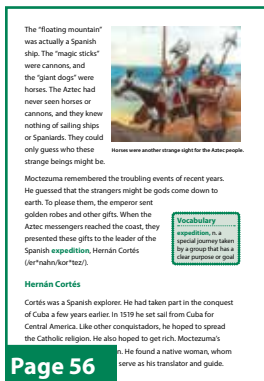 The “floating mountain”
was actually a Spanish
ship. The “magic sticks”
were cannons, and
the “giant dogs” were
horses. The Aztec had
never seen horses or
cannons, and they knew
nothing of sailing ships
or Spaniards. They could
only guess who these
strange beings might be.
Horses were another strange sight for the Aztec people.
Moctezuma remembered the troubling events of recent years.
He guessed that the strangers might be gods come down to
earth. To please them, the emperor sent
golden robes and other gifts. When the
Aztec messengers reached the coast, they
presented these gifts to the leader of the
Spanish expedition, Hernán Cortés
(/er*nahn/kor*tez/).
Vocabulary
expedition, n. a
special journey taken
by a group that has a
clear purpose or goal
Hernán Cortés
Cortés was a Spanish explorer. He had taken part in the conquest
of Cuba a few years earlier. In 1519 he set sail from Cuba for
Central America. Like other conquistadors, he hoped to spread
the Catholic religion. He also hoped to get rich. Moctezuma’s
n. He found a native woman, whom
serve as his translator and guide.
Page 56